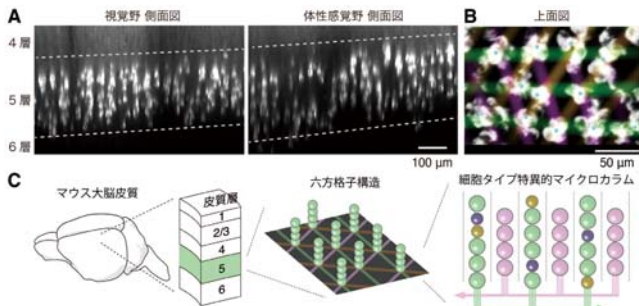 A
視覚野 側面図
体性感覚野 側面図
B
上面図
4 層
5 層
6 層
100 μm
50 μm
C
マウス大脳皮質
六方格子構造
細胞タイプ特異的マイクロカラム
皮質層
1
2/3
4
5
6